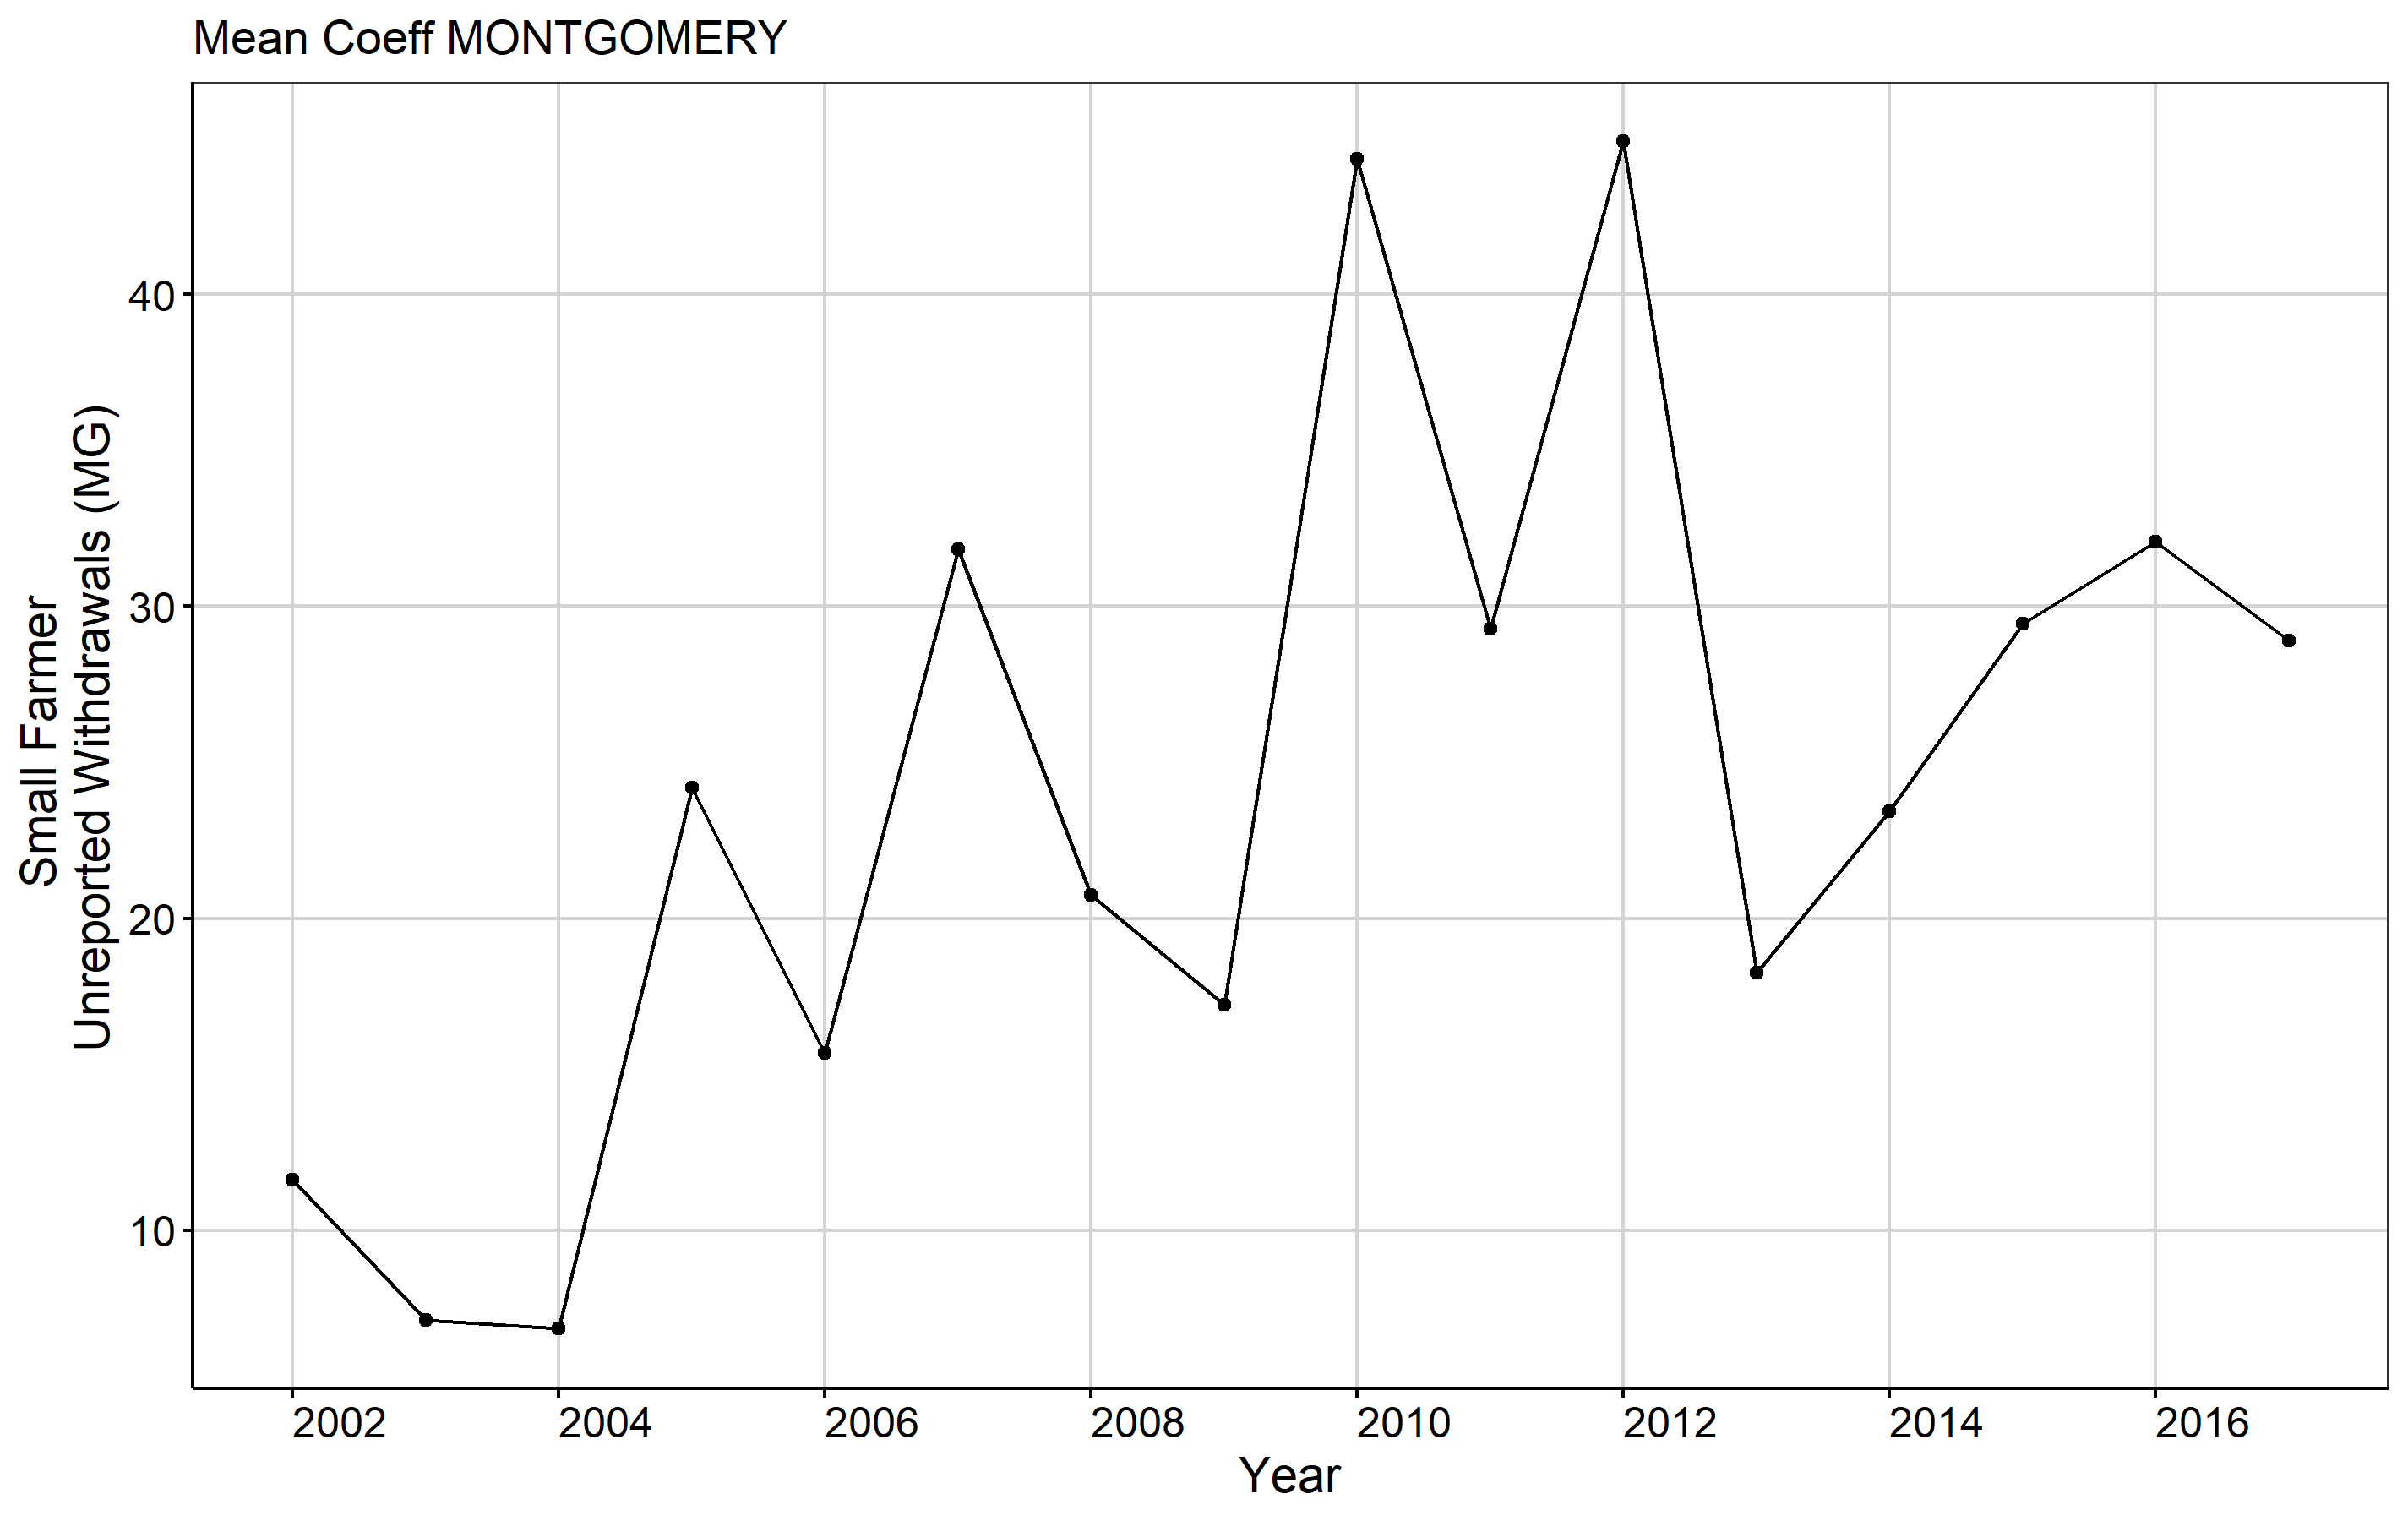 Mean Coeff MONTGOMERY
Small Farmer
Unreported Withdrawals (MG)
40
30
20
10
2002 2004 2006 2008 2010 2012 2014 2016
Year